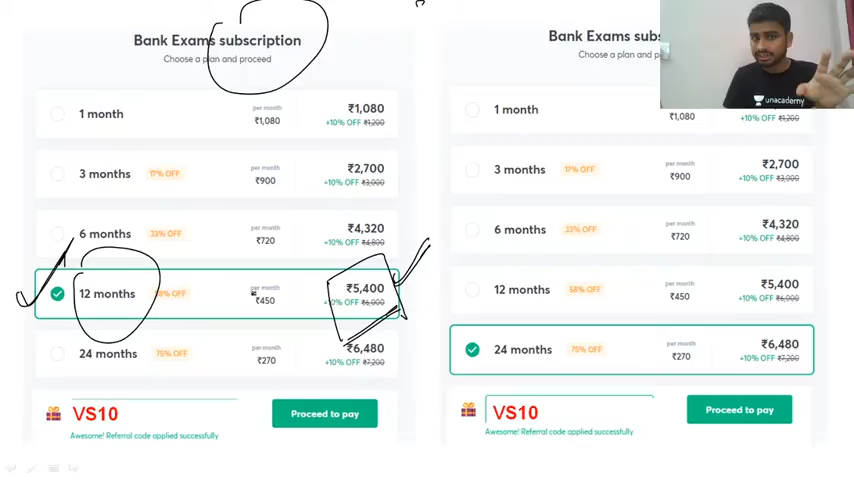 Bank Exams subscription
Choose a plan and proceed
1 month
per month
₹1,080
₹1,080
+10% OFF ₹1,200
3 months
17% OFF
per month
₹900
₹2,700
+10% OFF ₹3,000
6 months
33% OFF
per month
₹720
₹4,320
+10% OFF ₹4,800
12 months
58% OFF
per month
₹450
₹5,400
+10% OFF ₹6,000
24 months
75% OFF
per month
₹270
₹6,480
+10% OFF ₹7,200
VS10
Proceed to pay
Awesome! Referral code applied successfully
Bank Exams
Choose a plan and
unacademy
1 month
₹1,080
+10% OFF ₹1,200
3 months
17% OFF
per month
₹900
₹2,700
+10% OFF ₹3,000
6 months
33% OFF
per month
₹720
₹4,320
+10% OFF ₹4,800
12 months
58% OFF
per month
₹450
₹5,400
+10% OFF ₹6,000
24 months
75% OFF
per month
₹270
₹6,480
+10% OFF ₹7,200
VS10
Proceed to pay
Awesome! Referral code applied successfully